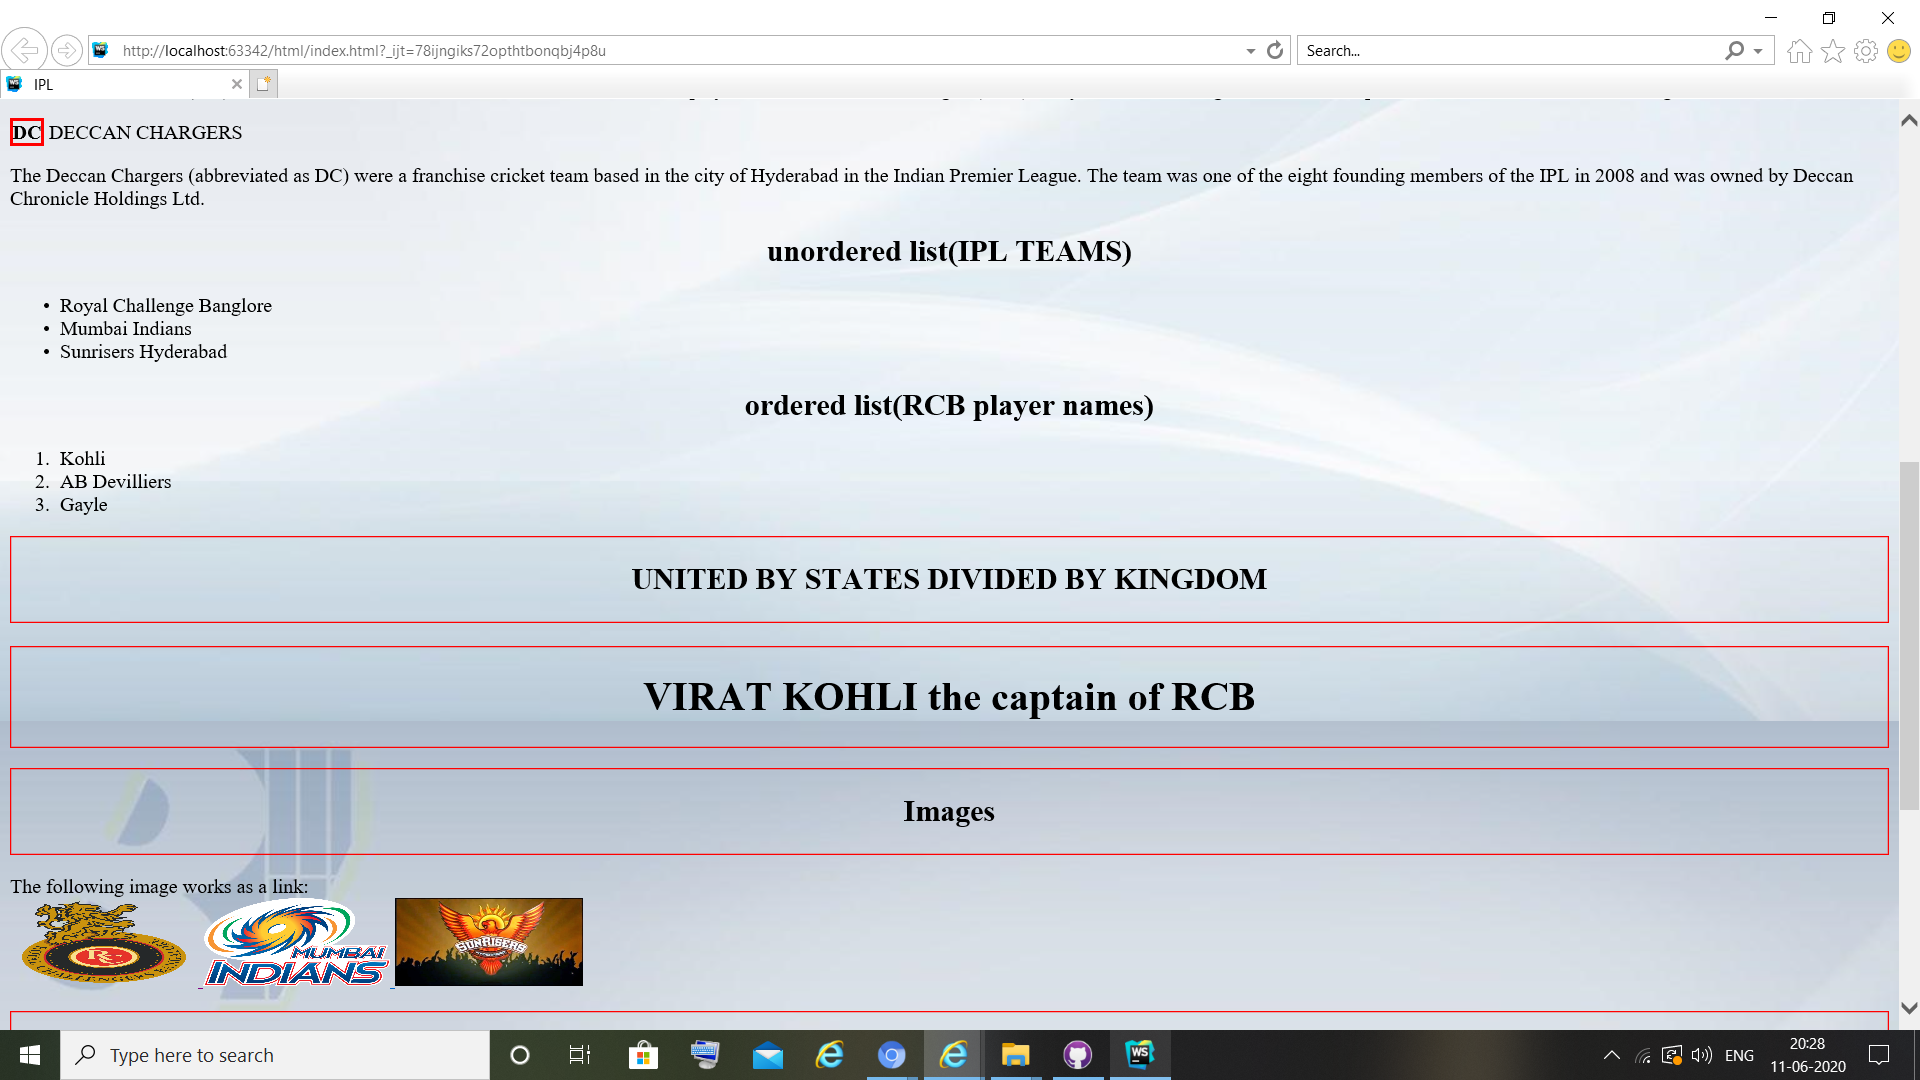 http://localhost:63342/html/index.html?_ijt=78ijngiks72opthtbonqbj4p8u
Search...
IPL
DC DECCAN CHARGERS
The Deccan Chargers (abbreviated as DC) were a franchise cricket team based in the city of Hyderabad in the Indian Premier League. The team was one of the eight founding members of the IPL in 2008 and was owned by Deccan
Chronicle Holdings Ltd.
unordered list(IPL TEAMS)
• Royal Challenge Banglore
• Mumbai Indians
• Sunrisers Hyderabad
ordered list(RCB player names)
1. Kohli
2. AB Devilliers
3. Gayle
UNITED BY STATES DIVIDED BY KINGDOM
VIRAT KOHLI the captain of RCB
Images
The following image works as a link:
MUMBAI
INDIANS
SUNRISERS
Type here to search
ENG
20:28
11-06-2020